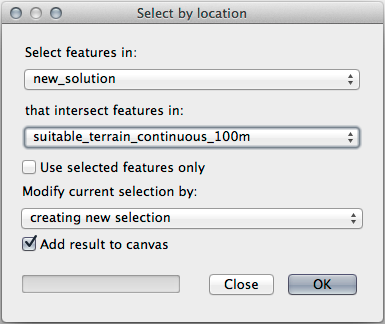 Select by location
Select features in:
new_solution
that intersect features in:
suitable_terrain_continuous_100m
Use selected features only
Modify current selection by:
creating new selection
Add result to canvas
Close OK